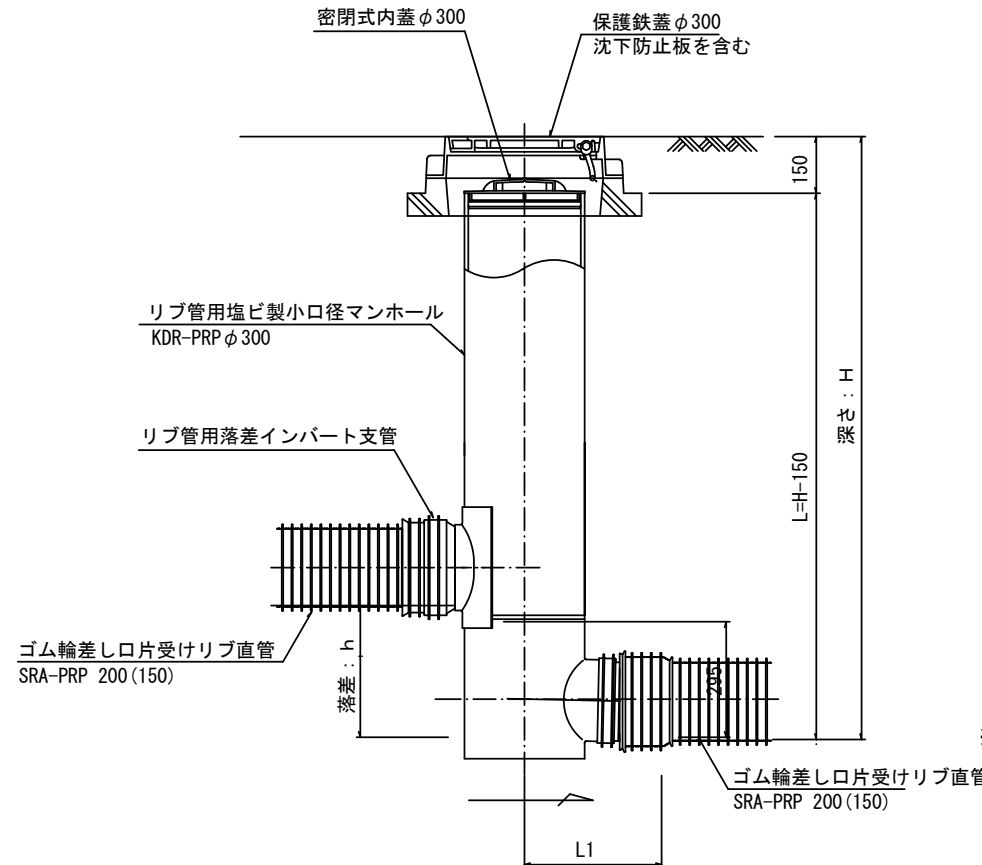 密閉式内蓋φ300
保護鉄蓋φ300
沈下防止板を含む
150
リブ管用塩ビ製小口径マンホール
KDR-PRPφ300
深さ:H
L=H-150
リブ管用落差インバート支管
ゴム輪差し口片受けリブ直管
SRA-PRP 200(150)
落差:h
295
ゴム輪差し口片受けリブ直管
SRA-PRP 200(150)
L1